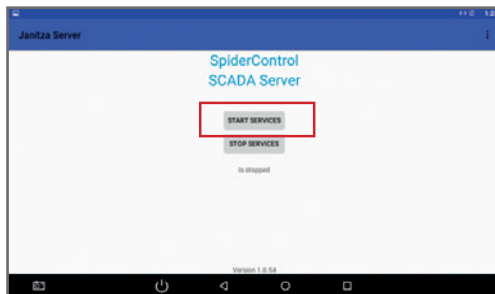 Janitza Server
SpiderControl
SCADA Server
START SERVICES
STOP SERVICES
Is stopped
Version 1.0.54